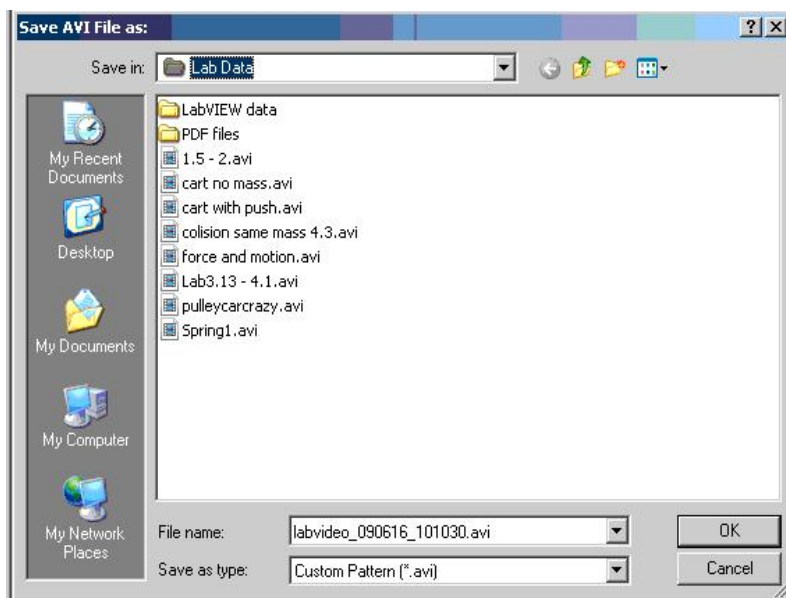 Save AVI File as:
Save in:
Lab Data
My Recent
Documents
Desktop
My Documents
My Computer
My Network
Places
LabVIEW data
PDF files
1.5 - 2.avi
cart no mass.avi
cart with push.avi
colision same mass 4.3.avi
force and motion.avi
Lab3.13 - 4.1.avi
pulleycarcrazy.avi
Spring1.avi
File name:
labvideo_090616_101030.avi
OK
Save as type:
Custom Pattern (*.avi)
Cancel